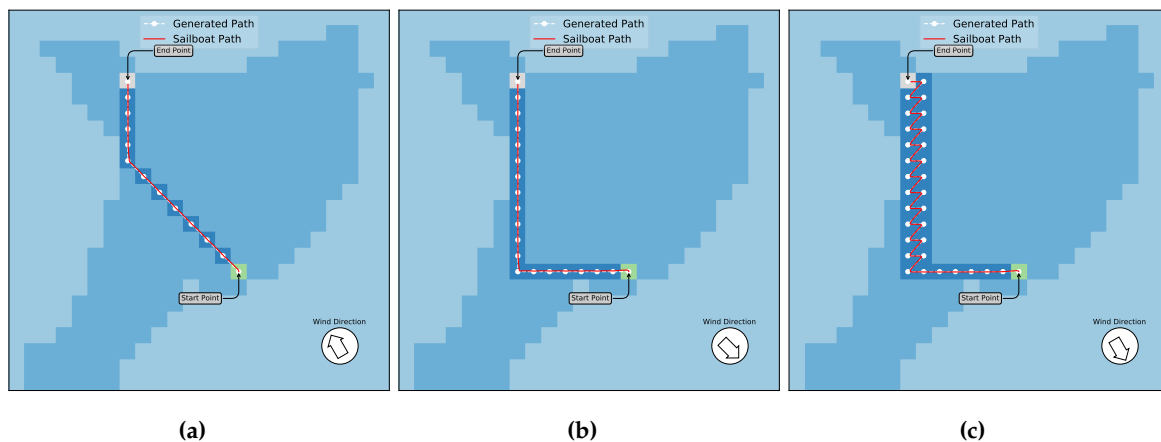 Generated Path
Sailboat Path
End Point
Start Point
Wind Direction
(a)
Generated Path
Sailboat Path
End Point
Start Point
Wind Direction
(b)
Generated Path
Sailboat Path
End Point
Start Point
Wind Direction
(c)